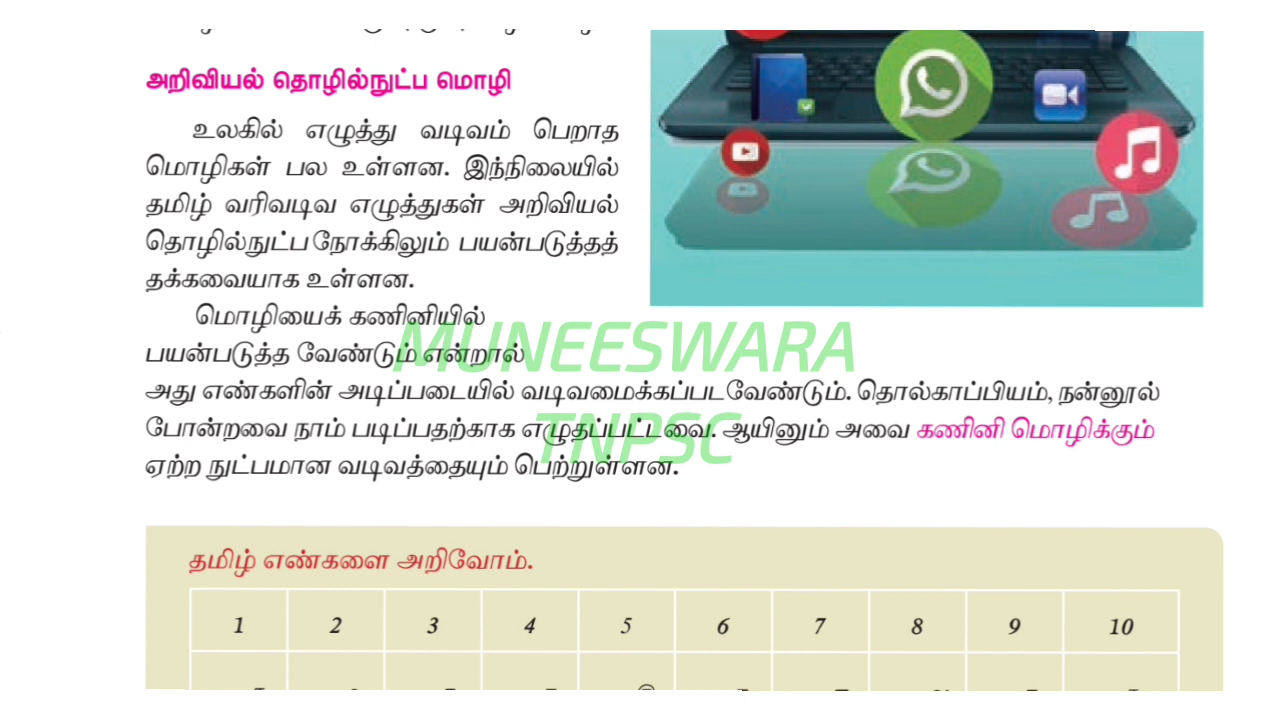 அறிவியல் தொழில்நுட்ப மொழி
உலகில் எழுத்து வடிவம் பெறாத
மொழிகள் பல உள்ளன. இந்நிலையில்
தமிழ் வரிவடிவ எழுத்துகள் அறிவியல்
தொழில்நுட்ப நோக்கிலும் பயன்படுத்தத்
தக்கவையாக உள்ளன.
மொழியைக் கணினியில்
பயன்படுத்த வேண்டும் என்றால்
அது எண்களின் அடிப்படையில் வடிவமைக்கப்படவேண்டும். தொல்காப்பியம், நன்னூல்
போன்றவை நாம் படிப்பதற்காக எழுதப்பட்டவை. ஆயினும் அவை கணினி மொழிக்கும்
ஏற்ற நுட்பமான வடிவத்தையும் பெற்றுள்ளன.
MUNEESWARA
TNPSC
தமிழ் எண்களை அறிவோம்.
1 2 3 4 5 6 7 8 9 10